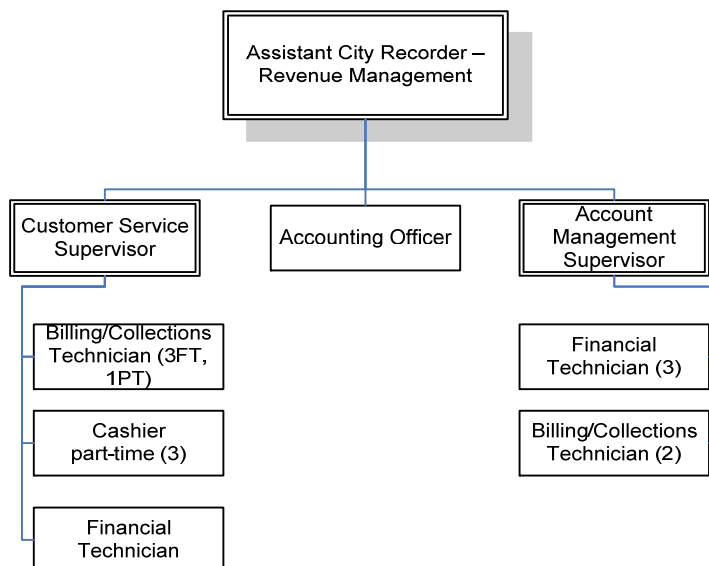 Assistant City Recorder –
Revenue Management
Customer Service
Supervisor
Accounting Officer
Account
Management
Supervisor
Billing/Collections
Technician (3FT,
1PT)
Financial
Technician (3)
Cashier
part-time (3)
Billing/Collections
Technician (2)
Financial
Technician